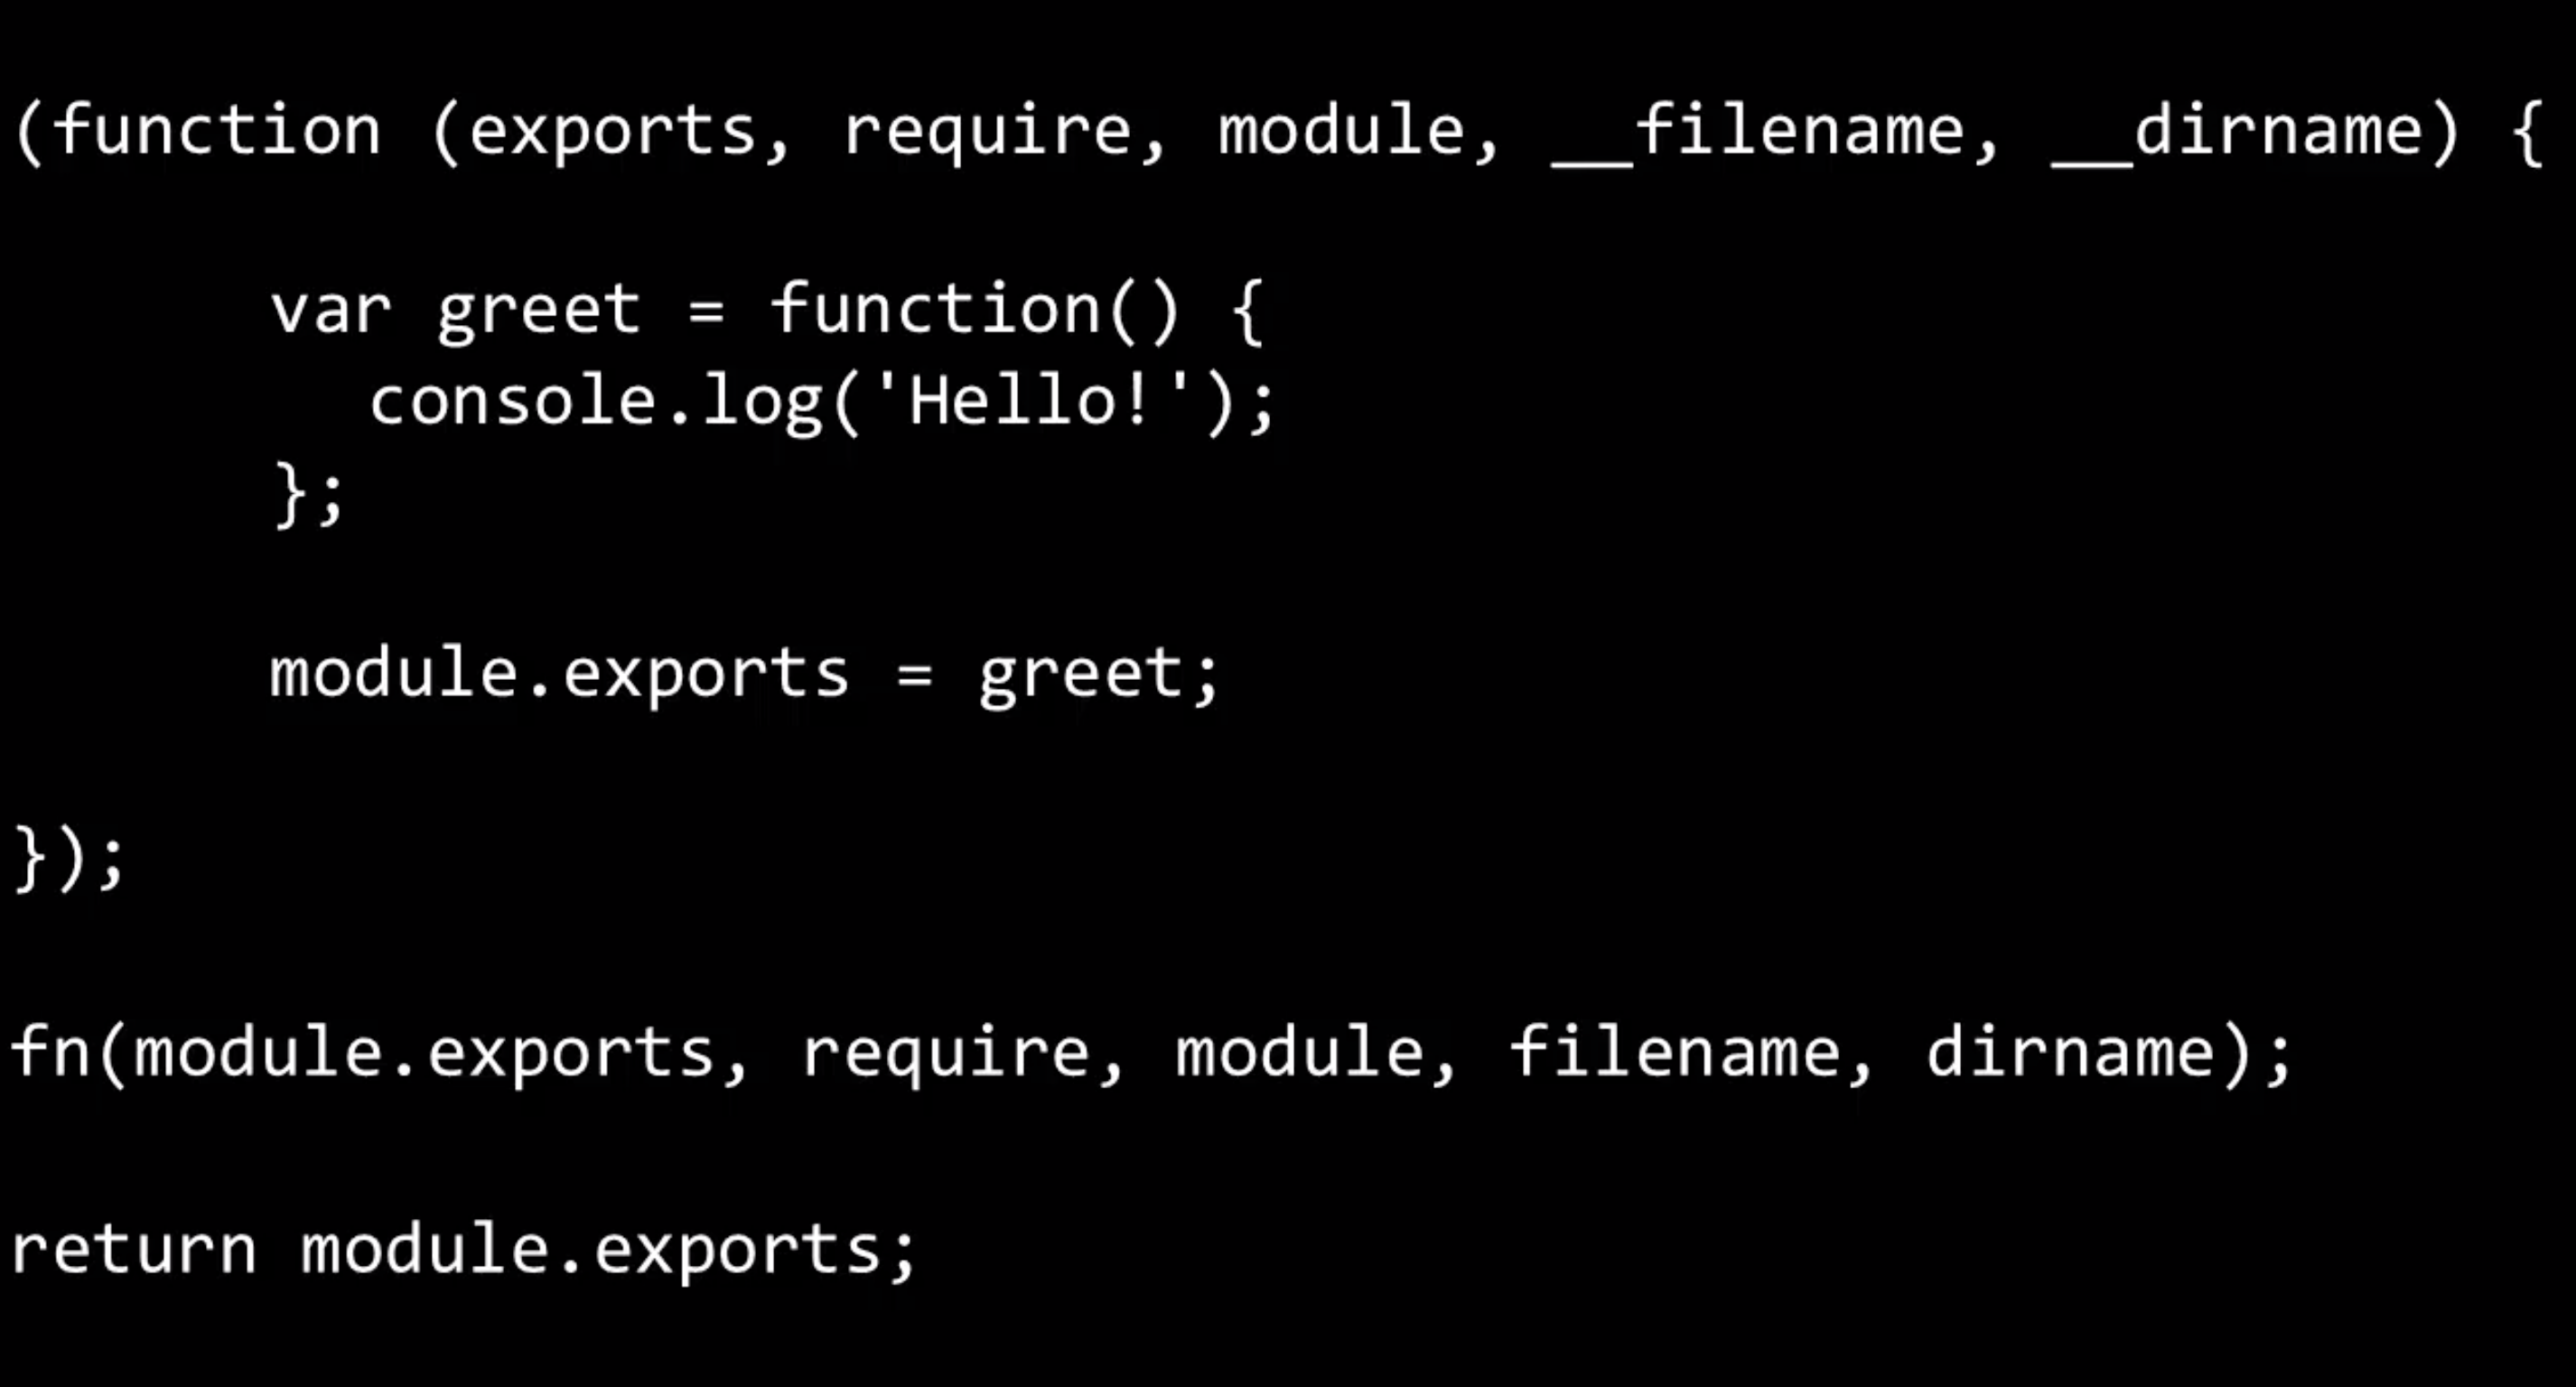 (function (exports, require, module, __filename, __dirname) {
var greet = function() {
console.log('Hello!');
};
module.exports = greet;
});
fn(module.exports, require, module, filename, dirname);
return module.exports;